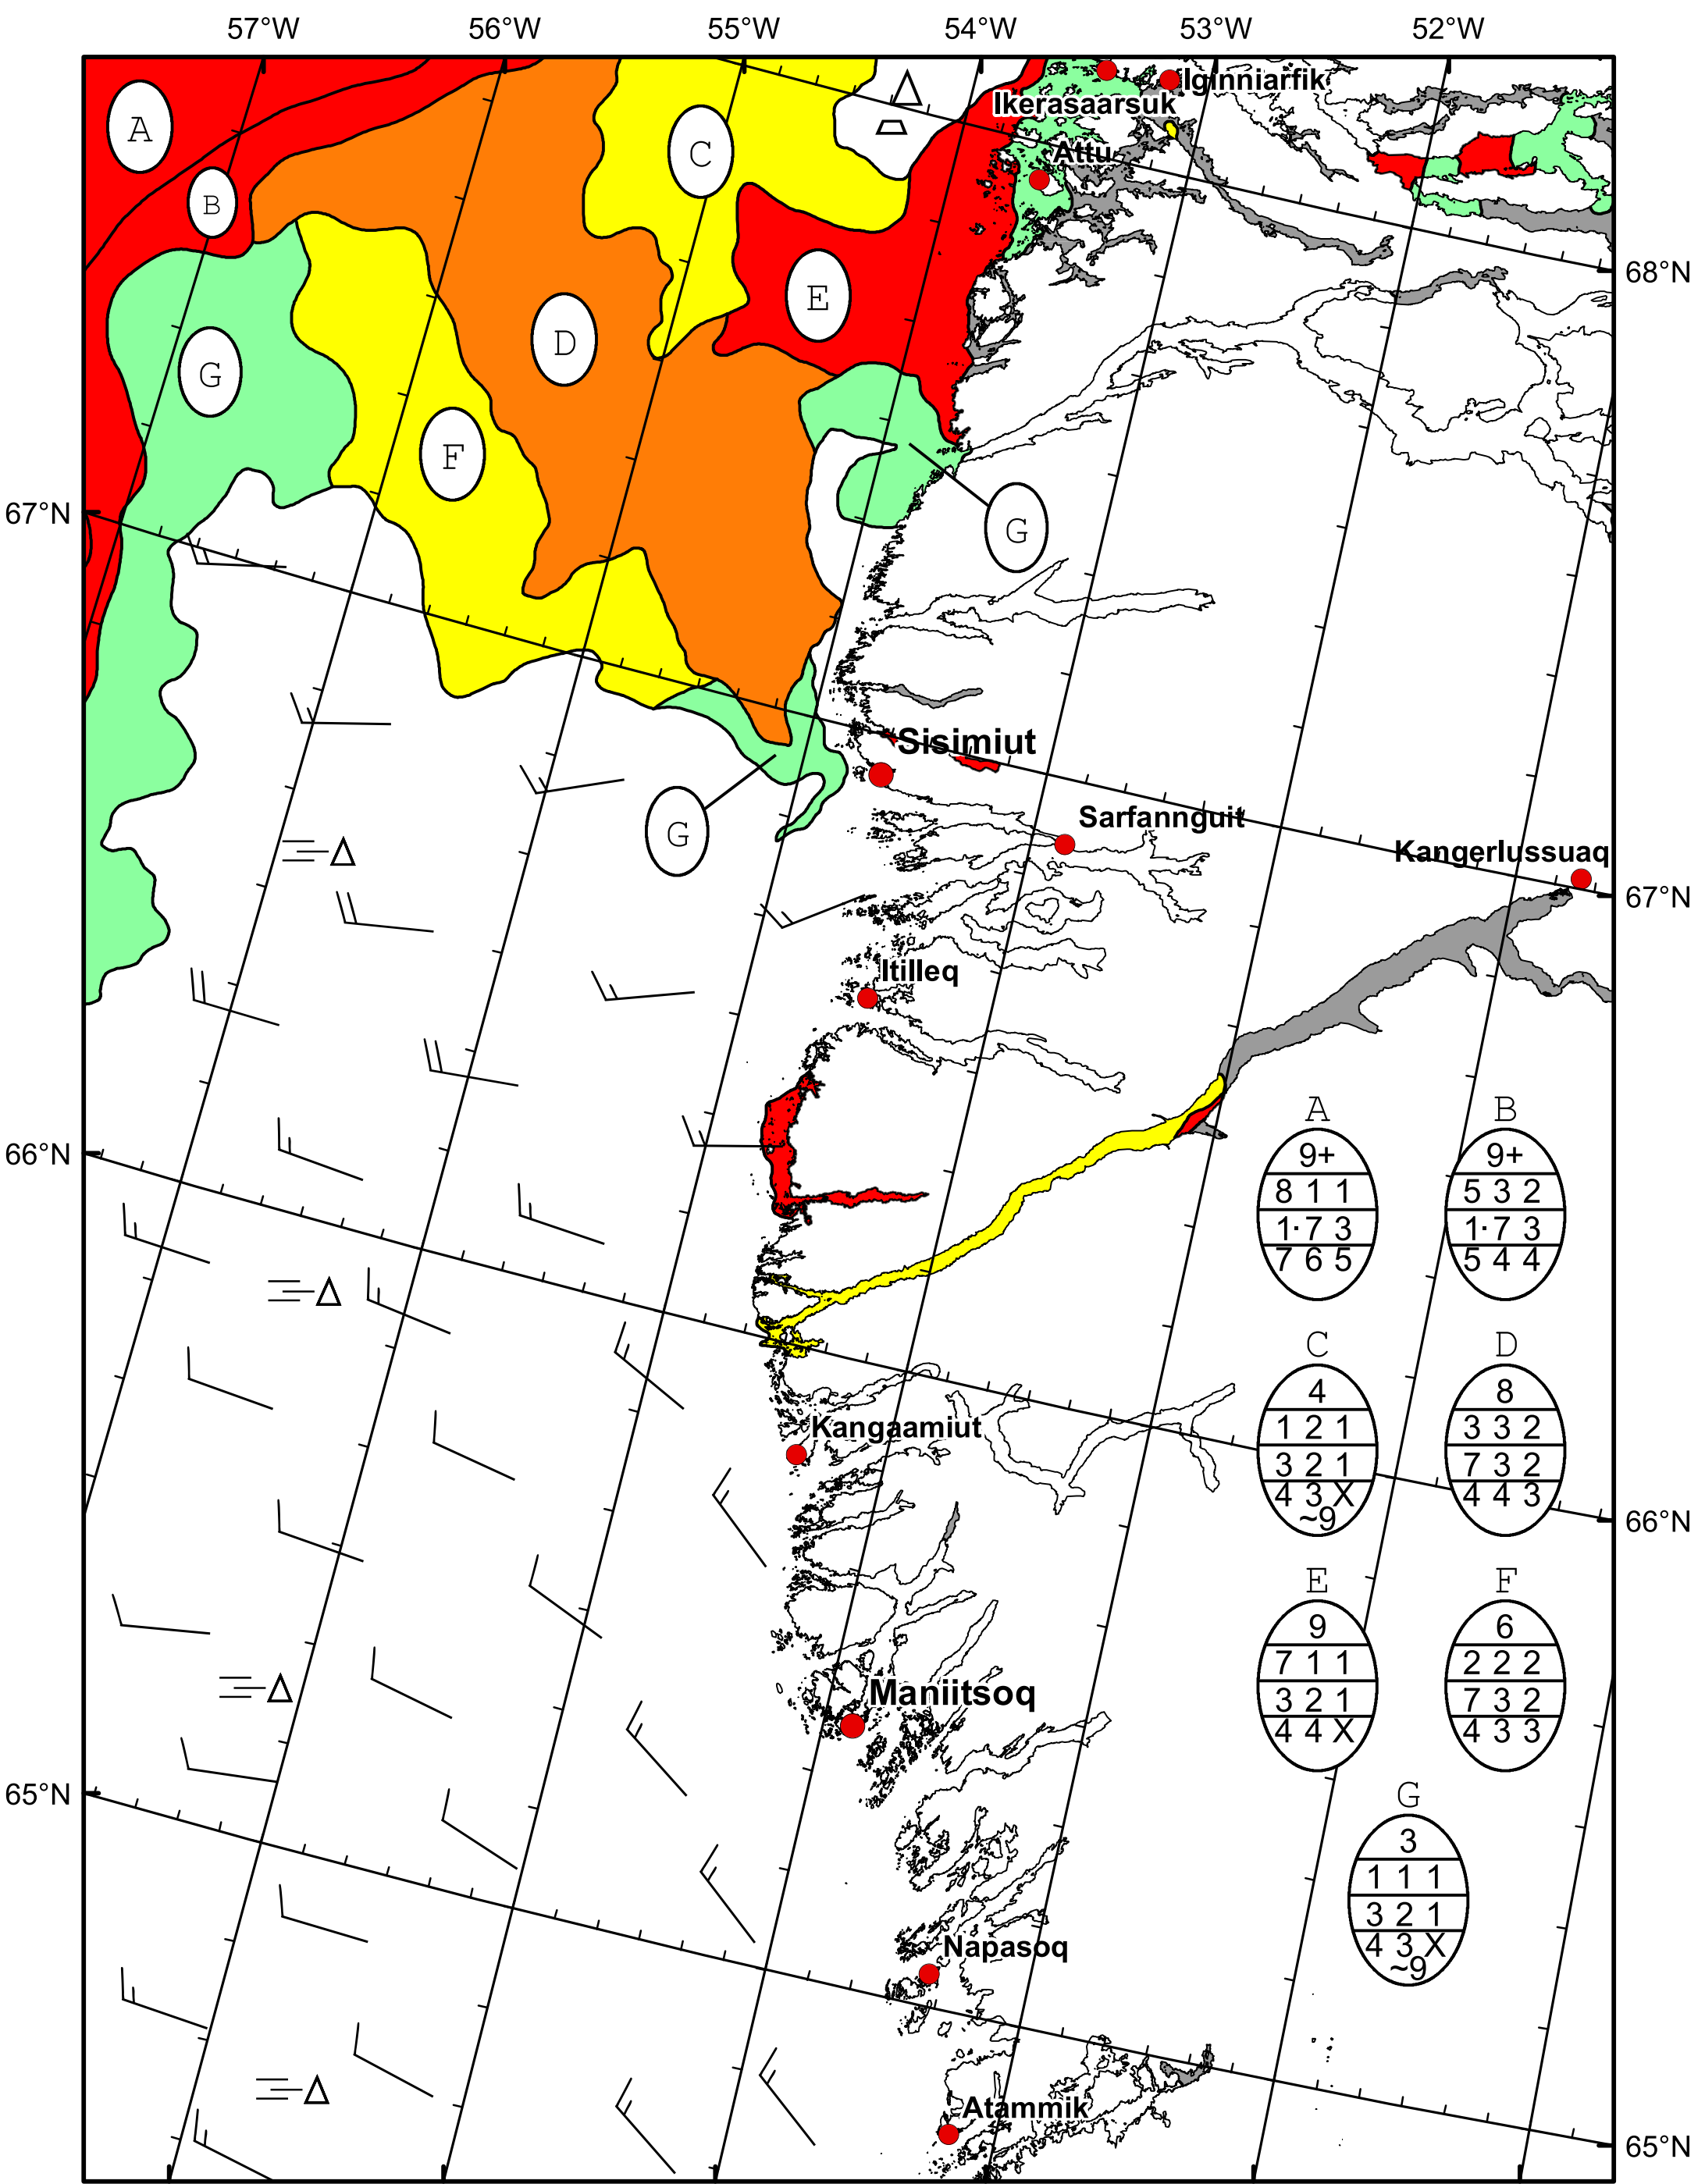 57°W 56°W 55°W 54°W 53°W 52°W
Iginniarfik
Ikerasaarsuk
A
C
Attu
B
68°N
E
D
G
F
67°N
G
Sisimiut
Sarfannguit
G
Kangerlussuaq
67°N
Itilleq
66°N
A
9+
8 1 1
1· 7 3
7 6 5
B
9+
5 3 2
1· 7 3
5 4 4
C
4
1 2 1
3 2 1
4 3 X
~9
D
8
3 3 2
7 3 2
4 4 3
Kangaamiut
66°N
E
9
7 1 1
3 2 1
4 4 X
F
6
2 2 2
7 3 2
4 3 3
Maniitsoq
65°N
G
3
1 1 1
3 2 1
4 3 X
~9
Napasoq
Atammik
65°N